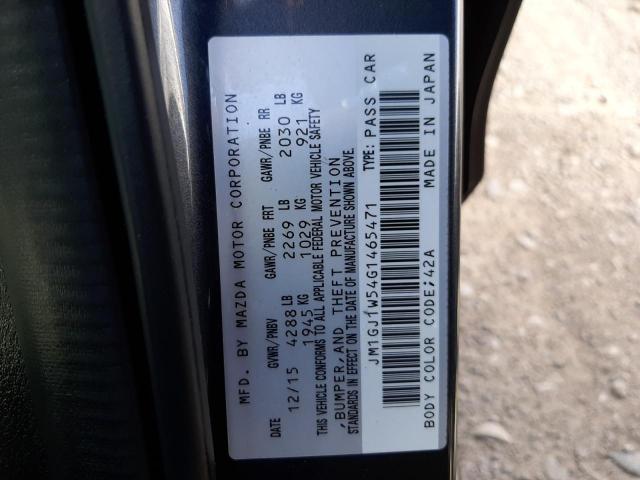 MFD. BY MAZDA MOTOR CORPORATION
DATE GVWR/PNBV GAWR/PNBE FRT GAWR/PNBE RR
12/15 4288 LB 2269 LB 2030 LB
1945 KG 1029 KG 921 KG
THIS VEHICLE CONFORMS TO ALL APPLICABLE FEDERAL MOTOR VEHICLE SAFETY
,BUMPER,AND THEFT PREVENTION
STANDARDS IN EFFECT ON THE DATE OF MANUFACTURE SHOWN ABOVE.
JM1GJ1W54G1465471 TYPE: PASS CAR
BODY COLOR CODE;42A MADE IN JAPAN